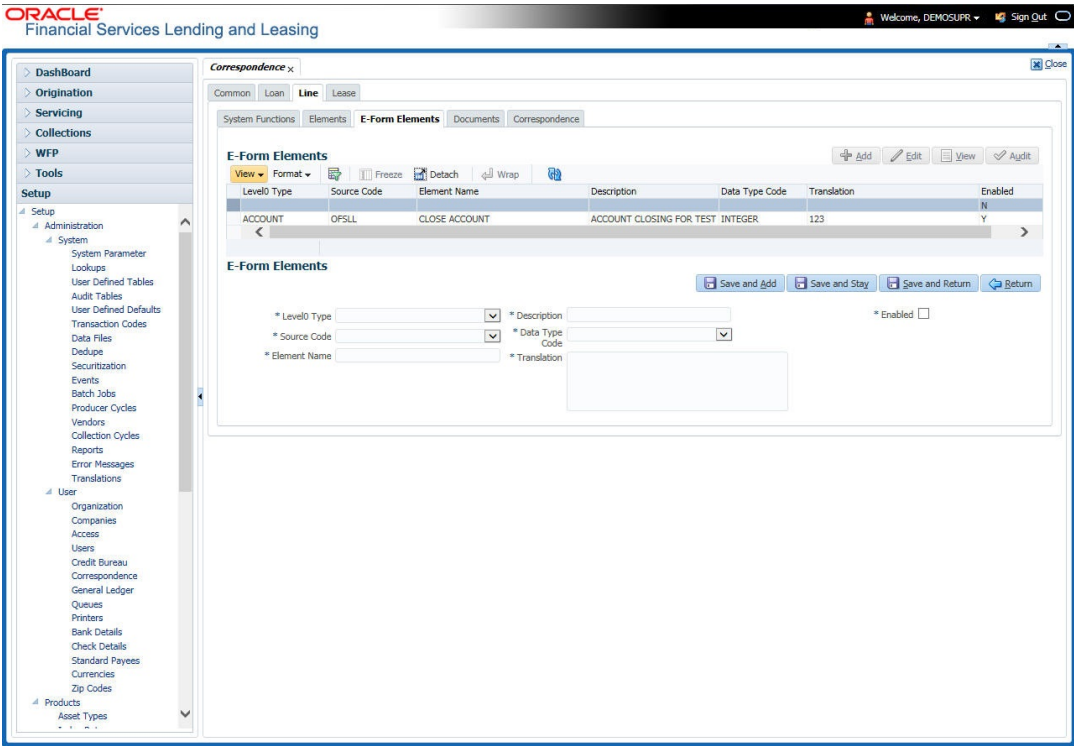 ORACLE
Financial Services Lending and Leasing
Welcome, DEMOSUPR
Sign Out
DashBoard
Origination
Servicing
Collections
WFP
Tools
Setup
Setup
Administration
System
System Parameter
Lookups
User Defined Tables
Audit Tables
User Defined Defaults
Transaction Codes
Data Files
Dedupe
Securitization
Events
Batch Jobs
Producer Cycles
Vendors
Collection Cycles
Reports
Error Messages
Translations
User
Organization
Companies
Access
Users
Credit Bureau
Correspondence
General Ledger
Queues
Printers
Bank Details
Check Details
Standard Payees
Currencies
Zip Codes
Products
Asset Types
Correspondence x
Close
Common Loan Line Lease
System Functions Elements E-Form Elements Documents Correspondence
E-Form Elements
Add Edit View Audit
View Format Freeze Detach Wrap
Level0 Type Source Code Element Name Description Data Type Code Translation Enabled
N
ACCOUNT OFSLL CLOSE ACCOUNT ACCOUNT CLOSING FOR TEST INTEGER 123 Y
E-Form Elements
Save and Add Save and Stay Save and Return Return
* Level0 Type * Description * Enabled
* Source Code * Data Type Code
* Element Name * Translation